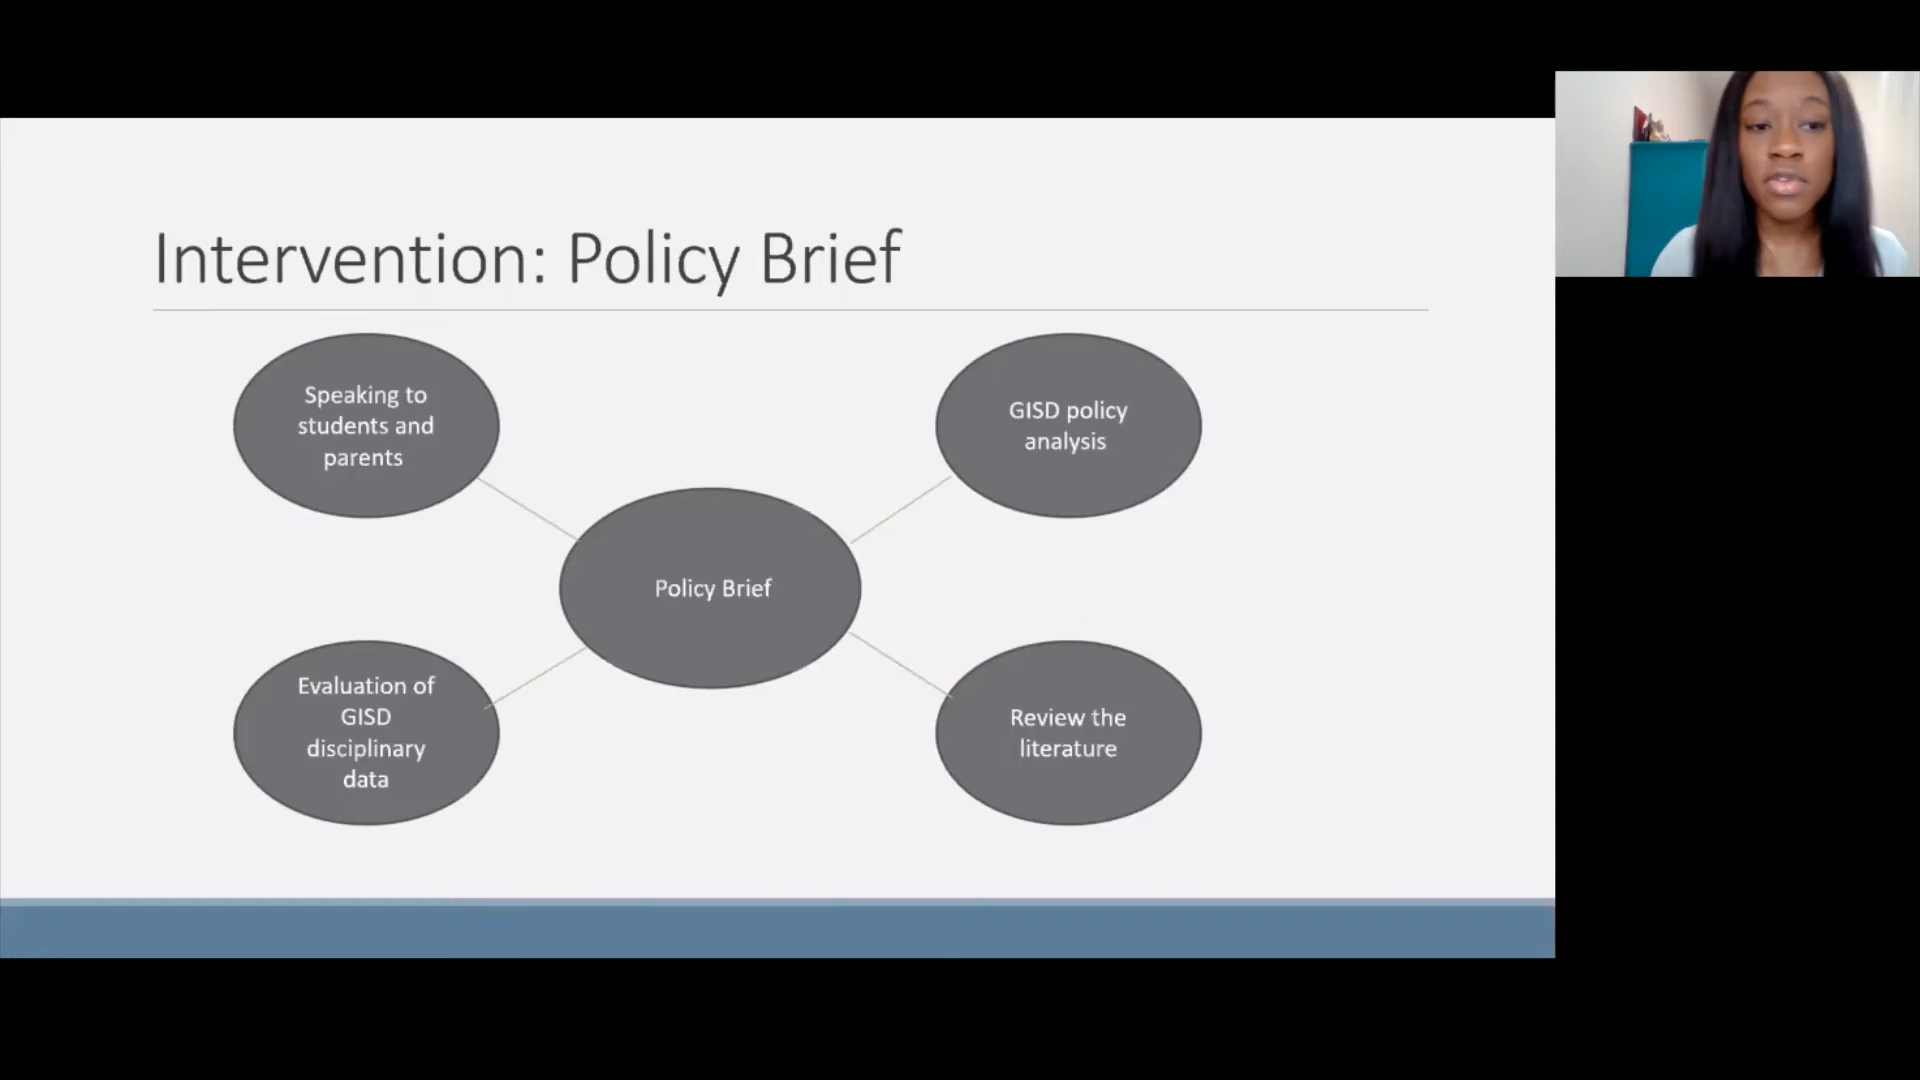 Intervention: Policy Brief
Speaking to
students and
parents
GISD policy
analysis
Policy Brief
Evaluation of
GISD
disciplinary
data
Review the
literature